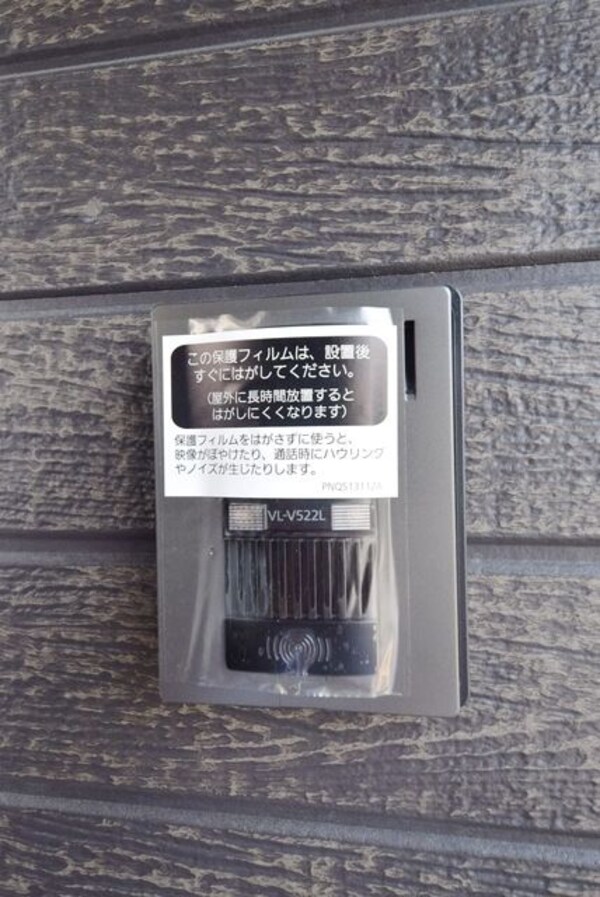 この保護フィルムは、設置後
すぐにはがしてください。
(屋外に長時間放置すると
はがしにくくなります)
保護フィルムをはがさずに使うと、
映像がぼやけたり、通話時にハウリング
やノイズが生じたりします。
VL-V522L